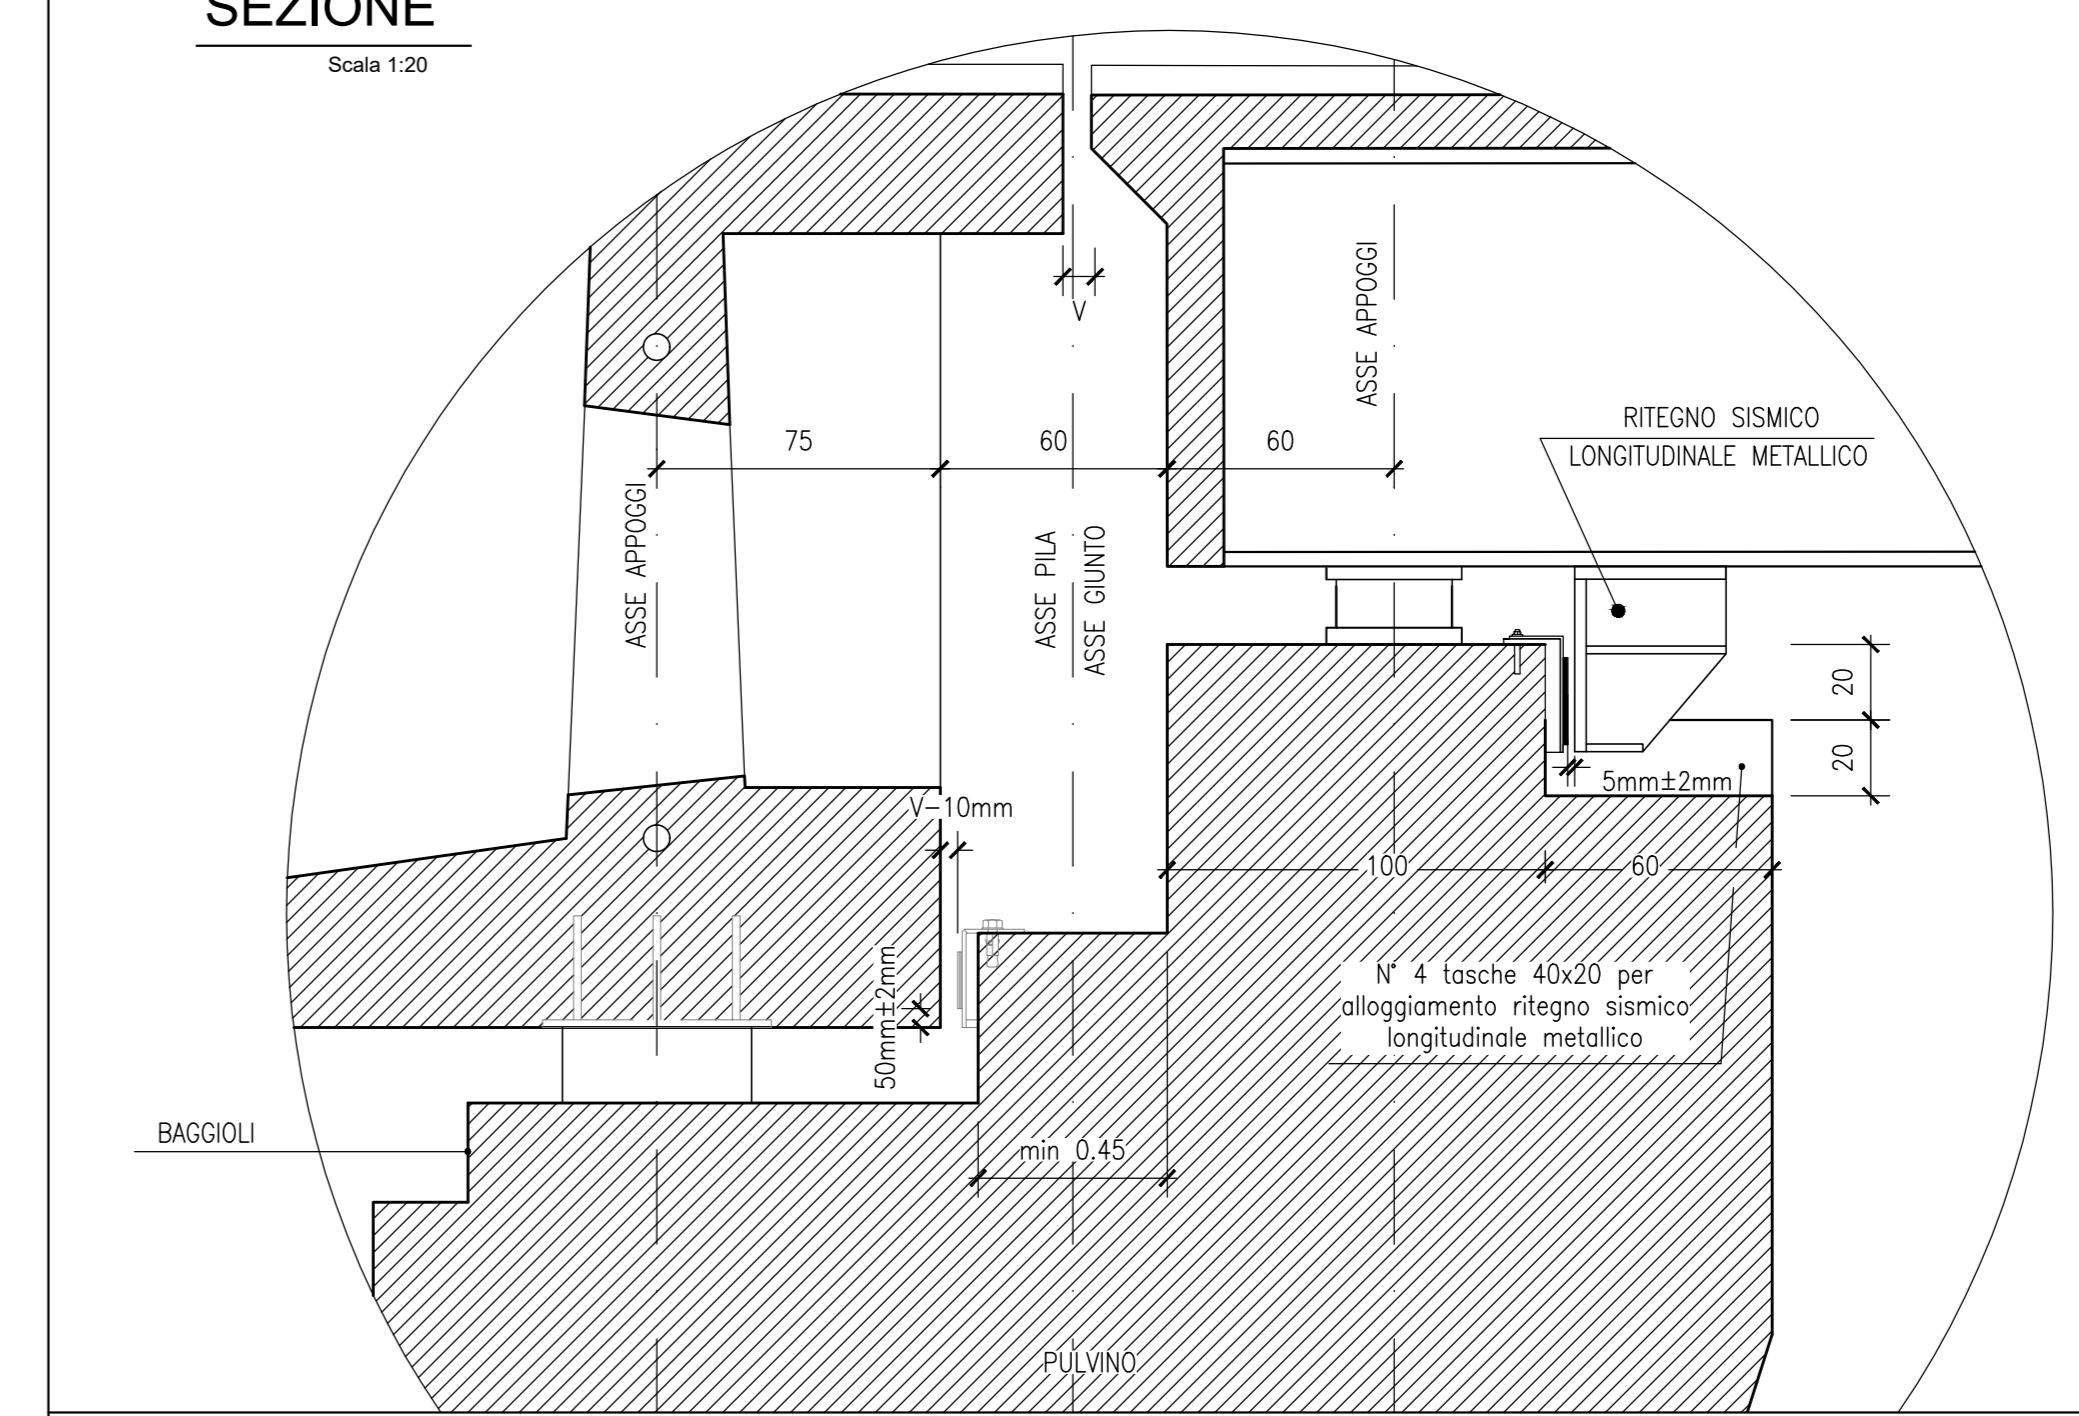 SEZIONE
Scala 1:20
V
ASSE APPOGGI
RITEGNO SISMICO
LONGITUDINALE METALLICO
75
60
60
ASSE APPOGGI
ASSE PILA
ASSE GIUNTO
20
20
5mm±2mm
V-10mm
100
60
50mm±2mm
N° 4 tasche 40x20 per
alloggiamento ritegno sismico
longitudinale metallico
BAGGIOLI
min 0.45
PULVINO